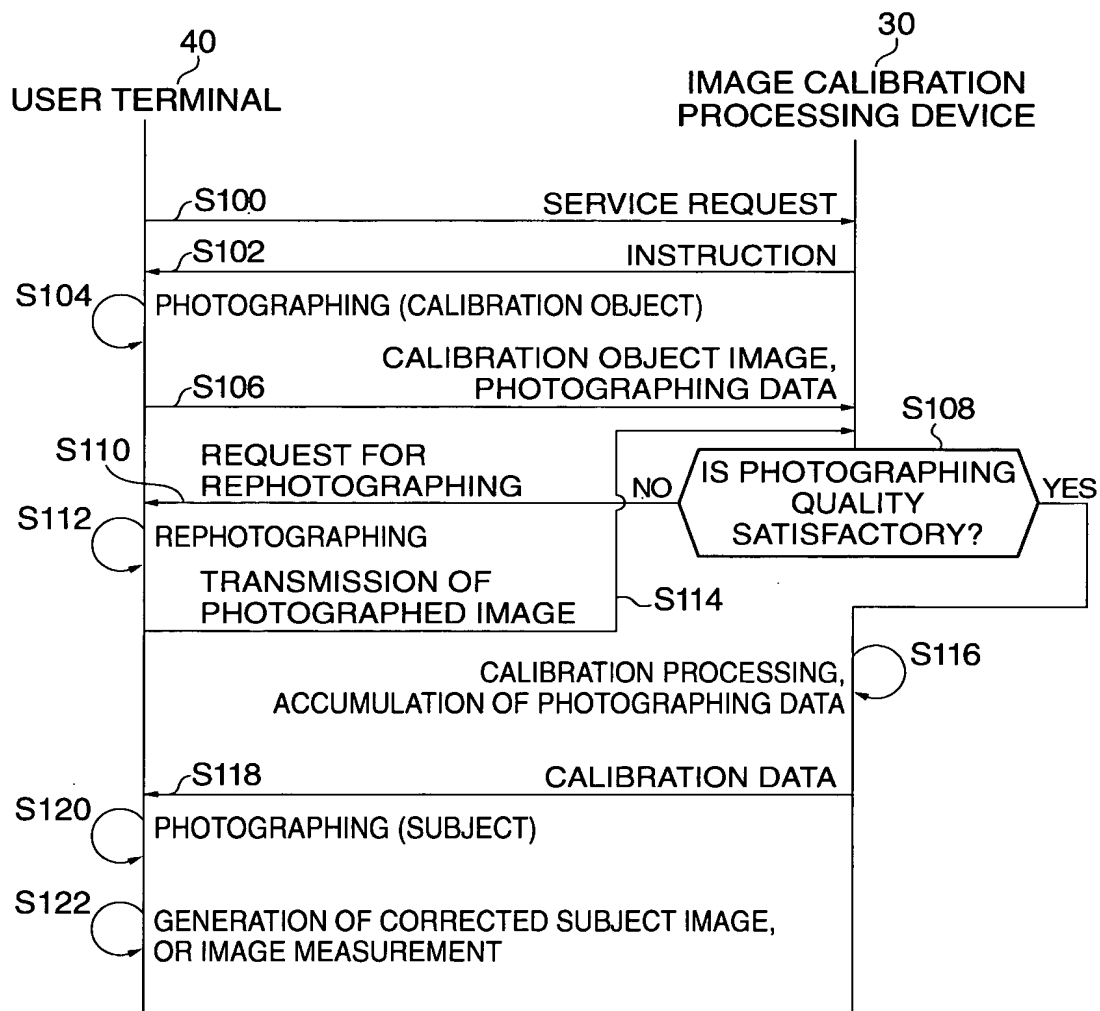 40
USER TERMINAL
30
IMAGE CALIBRATION
PROCESSING DEVICE
S100
SERVICE REQUEST
S102
INSTRUCTION
S104
PHOTOGRAPHING (CALIBRATION OBJECT)
CALIBRATION OBJECT IMAGE,
PHOTOGRAPHING DATA
S106
S108
IS PHOTOGRAPHING
QUALITY
SATISFACTORY?
NO
YES
S110
REQUEST FOR
REPHOTOGRAPHING
S112
REPHOTOGRAPHING
TRANSMISSION OF
PHOTOGRAPHED IMAGE
S114
S116
CALIBRATION PROCESSING,
ACCUMULATION OF PHOTOGRAPHING DATA
S118
CALIBRATION DATA
S120
PHOTOGRAPHING (SUBJECT)
S122
GENERATION OF CORRECTED SUBJECT IMAGE,
OR IMAGE MEASUREMENT